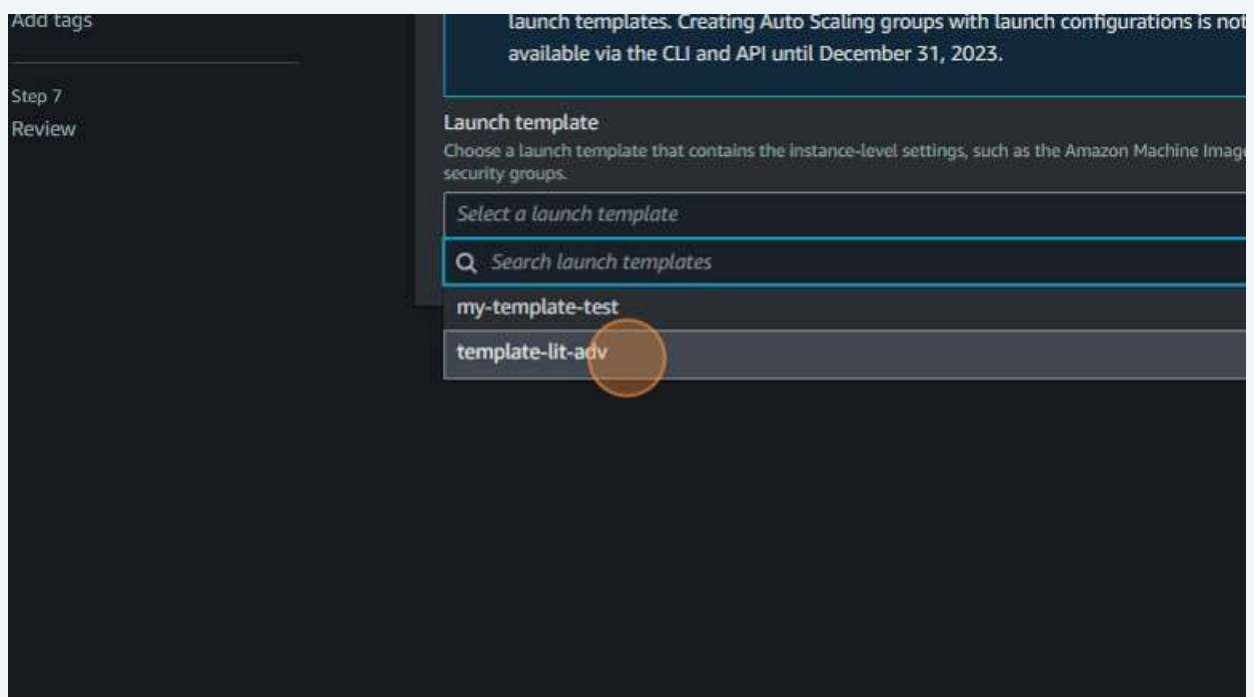 Add tags
Step 7
Review
launch templates. Creating Auto Scaling groups with launch configurations is not
available via the CLI and API until December 31, 2023.
Launch template
Choose a launch template that contains the instance-level settings, such as the Amazon Machine Image
security groups.
Select a launch template
Search launch templates
my-template-test
template-lit-adv